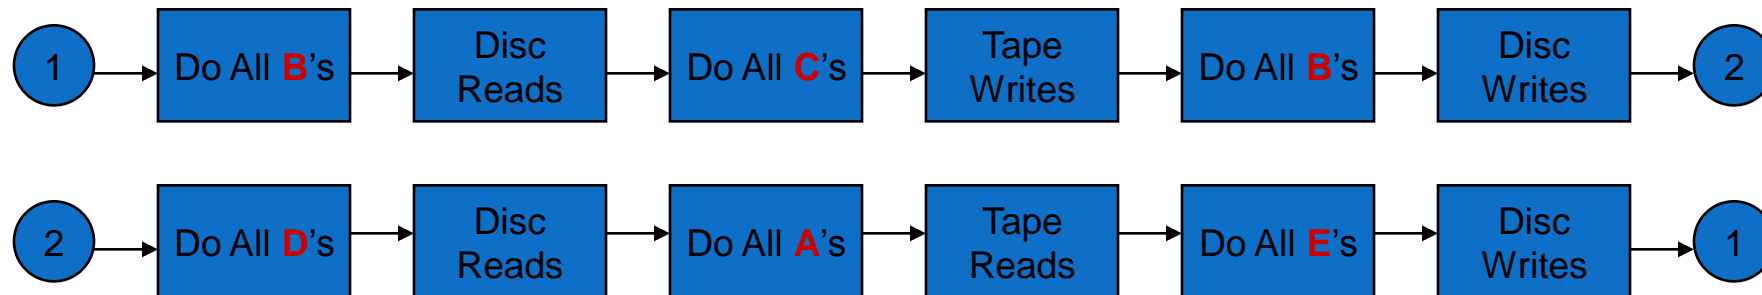 1
Do All B's
Disc
Reads
Do All C's
Tape
Writes
Do All B's
Disc
Writes
2
2
Do All D's
Disc
Reads
Do All A's
Tape
Reads
Do All E's
Disc
Writes
1